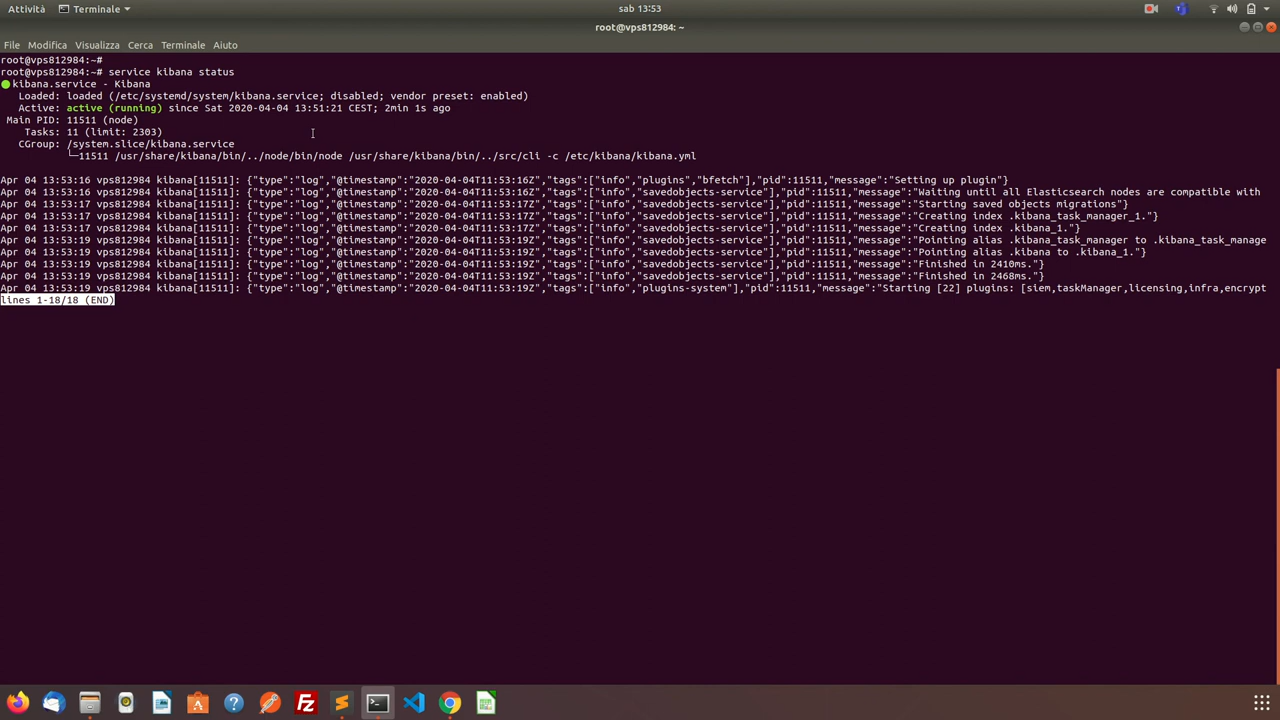 Attività
Terminale
sab 13:53
root@vps812984: ~
File Modifica Visualizza Cerca Terminale Aiuto
root@vps812984:~#
root@vps812984:~# service kibana status
kibana.service - Kibana
Loaded: loaded (/etc/systemd/system/kibana.service; disabled; vendor preset: enabled)
Active: active (running) since Sat 2020-04-04 13:51:21 CEST; 2min 1s ago
Main PID: 11511 (node)
Tasks: 11 (limit: 2303)
CGroup: /system.slice/kibana.service
└─11511 /usr/share/kibana/bin/../node/bin/node /usr/share/kibana/bin/../src/cli -c /etc/kibana/kibana.yml
Apr 04 13:53:16 vps812984 kibana[11511]: {"type":"log","@timestamp":"2020-04-04T11:53:16Z","tags":["info","plugins","bfetch"],"pid":11511,"message":"Setting up plugin"}
Apr 04 13:53:16 vps812984 kibana[11511]: {"type":"log","@timestamp":"2020-04-04T11:53:16Z","tags":["info","savedobjects-service"],"pid":11511,"message":"Waiting until all Elasticsearch nodes are compatible with
Apr 04 13:53:17 vps812984 kibana[11511]: {"type":"log","@timestamp":"2020-04-04T11:53:17Z","tags":["info","savedobjects-service"],"pid":11511,"message":"Starting saved objects migrations"}
Apr 04 13:53:17 vps812984 kibana[11511]: {"type":"log","@timestamp":"2020-04-04T11:53:17Z","tags":["info","savedobjects-service"],"pid":11511,"message":"Creating index .kibana_task_manager_1."}
Apr 04 13:53:17 vps812984 kibana[11511]: {"type":"log","@timestamp":"2020-04-04T11:53:17Z","tags":["info","savedobjects-service"],"pid":11511,"message":"Creating index .kibana_1."}
Apr 04 13:53:19 vps812984 kibana[11511]: {"type":"log","@timestamp":"2020-04-04T11:53:19Z","tags":["info","savedobjects-service"],"pid":11511,"message":"Pointing alias .kibana_task_manager to .kibana_task_manage
Apr 04 13:53:19 vps812984 kibana[11511]: {"type":"log","@timestamp":"2020-04-04T11:53:19Z","tags":["info","savedobjects-service"],"pid":11511,"message":"Pointing alias .kibana to .kibana_1."}
Apr 04 13:53:19 vps812984 kibana[11511]: {"type":"log","@timestamp":"2020-04-04T11:53:19Z","tags":["info","savedobjects-service"],"pid":11511,"message":"Finished in 2410ms."}
Apr 04 13:53:19 vps812984 kibana[11511]: {"type":"log","@timestamp":"2020-04-04T11:53:19Z","tags":["info","savedobjects-service"],"pid":11511,"message":"Finished in 2468ms."}
Apr 04 13:53:19 vps812984 kibana[11511]: {"type":"log","@timestamp":"2020-04-04T11:53:19Z","tags":["info","plugins-system"],"pid":11511,"message":"Starting [22] plugins: [siem,taskManager,licensing,infra,encrypt
lines 1-18/18 (END)